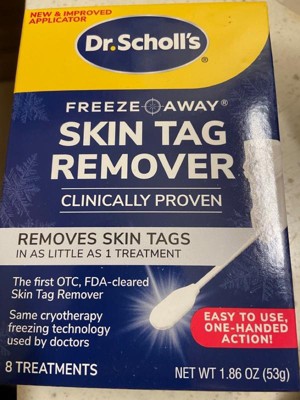 NEW & IMPROVED
APPLICATOR
Dr. Scholl's®
FREEZE AWAY®
SKIN TAG
REMOVER
CLINICALLY PROVEN
REMOVES SKIN TAGS
IN AS LITTLE AS 1 TREATMENT
The first OTC, FDA-cleared
Skin Tag Remover
Same cryotherapy
freezing technology
used by doctors
EASY TO USE,
ONE-HANDED
ACTION!
8 TREATMENTS
NET WT 1.86 OZ (53g)